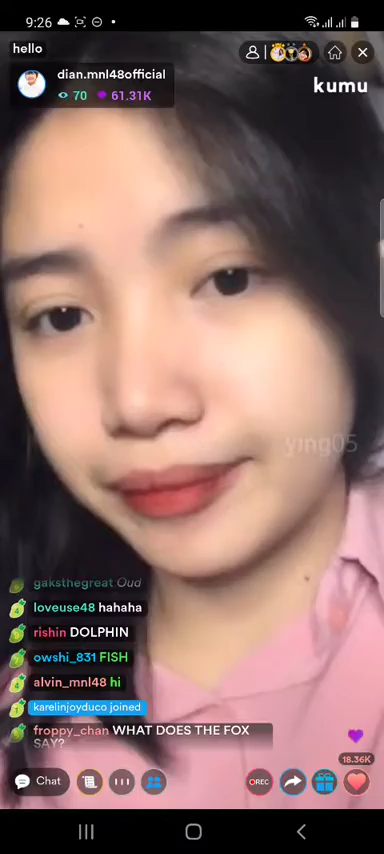 9:26
hello
dian.mnl48official
70 61.31K
kumu
ying05
gaksthegreat Oud
loveuse48 hahaha
rishin DOLPHIN
owshi_831 FISH
alvin_mnl48 hi
karelinjoyduco joined
froppy_chan WHAT DOES THE FOX
SAY?
18.36K
Chat
REC